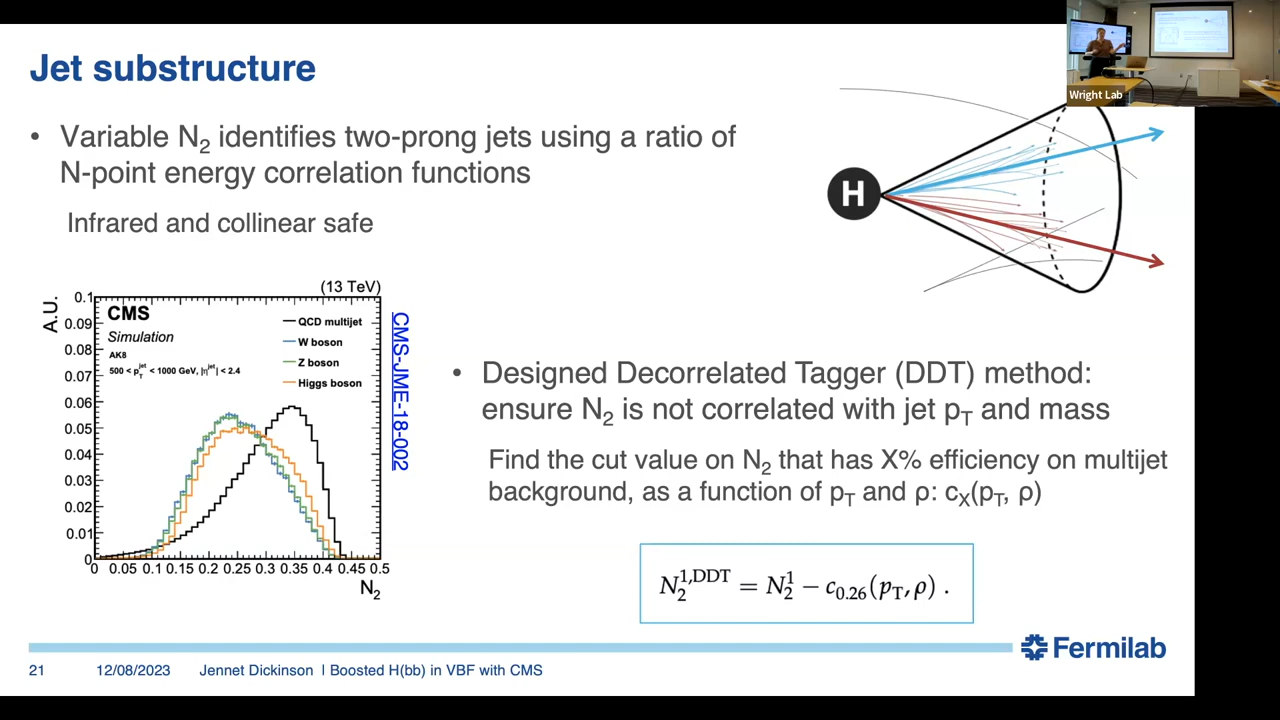 Wright Lab
Jet substructure
• Variable N₂ identifies two-prong jets using a ratio of
N-point energy correlation functions
Infrared and collinear safe
H
(13 TeV)
A.U.
0.1
0.09
0.08
0.07
0.06
0.05
0.04
0.03
0.02
0.01
0
CMS
Simulation
AK8
500 < p_T^jet < 1000 GeV, |η^jet| < 2.4
QCD multijet
W boson
Z boson
Higgs boson
0 0.05 0.1 0.15 0.2 0.25 0.3 0.35 0.4 0.45 0.5
N₂
CMS-JME-18-002
• Designed Decorrelated Tagger (DDT) method:
ensure N₂ is not correlated with jet p_T and mass
Find the cut value on N₂ that has X% efficiency on multijet
background, as a function of p_T and ρ: c_X(p_T, ρ)
N₂^{1,DDT} = N₂^1 − c_{0.26}(p_T, ρ) .
Fermilab
21 12/08/2023 Jennet Dickinson | Boosted H(bb) in VBF with CMS